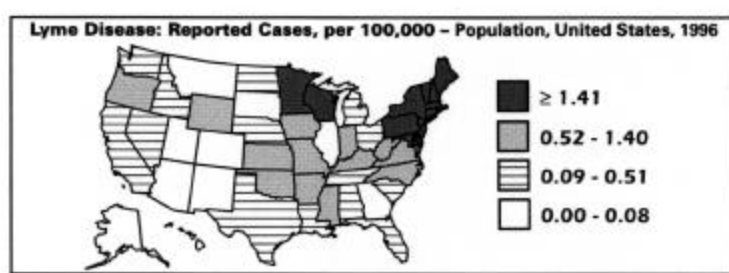 Lyme Disease: Reported Cases, per 100,000 – Population, United States, 1996
≥ 1.41
0.52 - 1.40
0.09 - 0.51
0.00 - 0.08